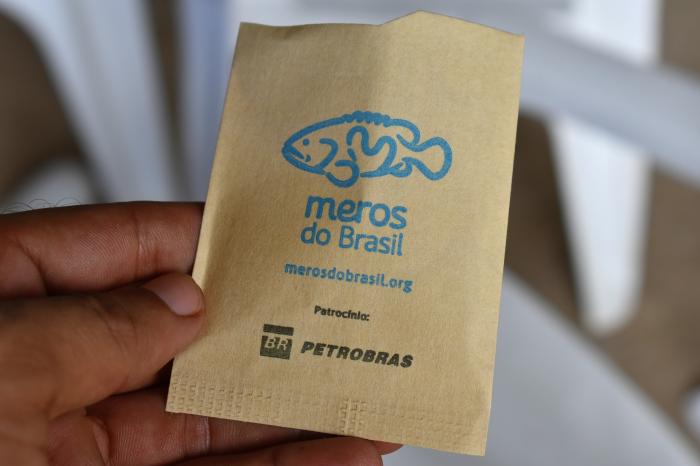 meros
do Brasil
merosdobrasil.org
Patrocínio:
BR PETROBRAS